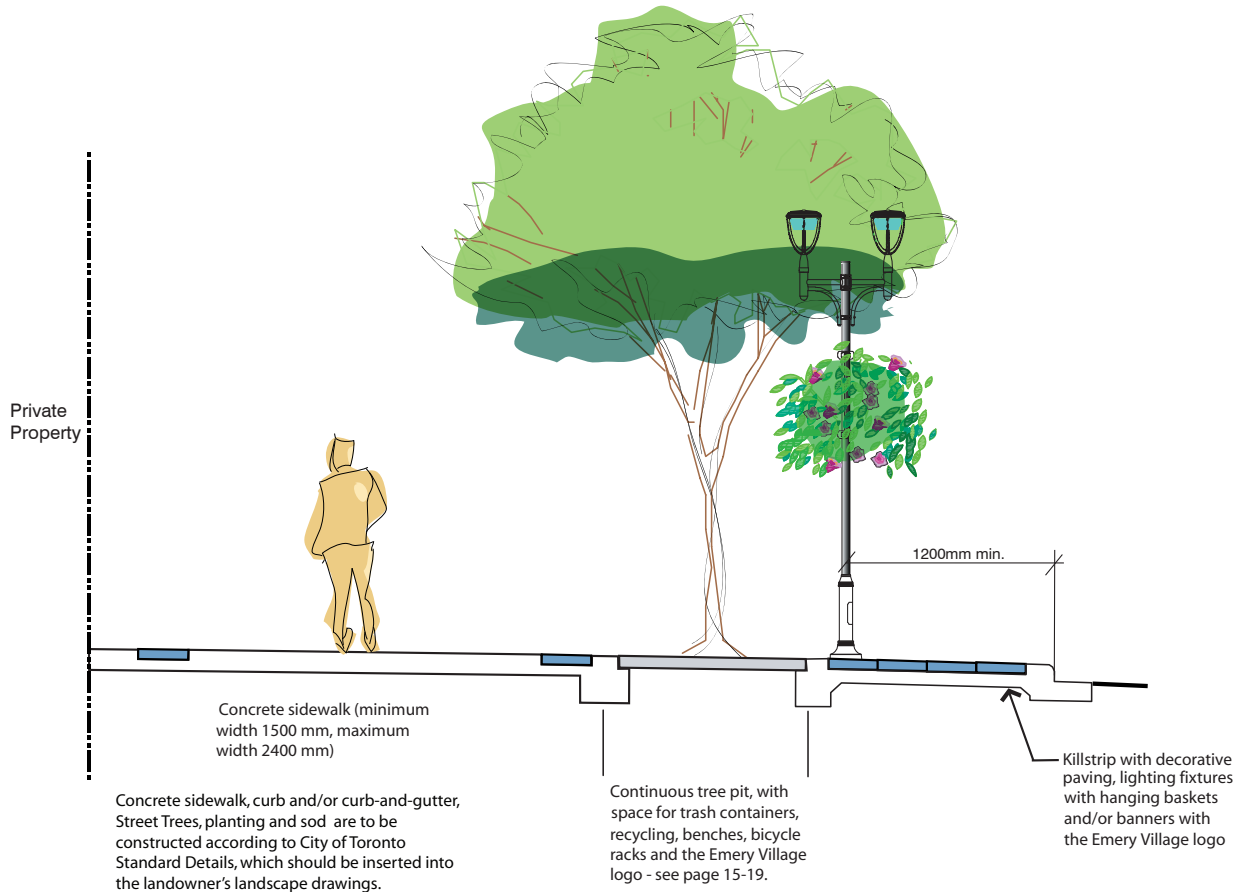 Private
Property
1200mm min.
Concrete sidewalk (minimum
width 1500 mm, maximum
width 2400 mm)
Concrete sidewalk, curb and/or curb-and-gutter,
Street Trees, planting and sod are to be
constructed according to City of Toronto
Standard Details, which should be inserted into
the landowner's landscape drawings.
Continuous tree pit, with
space for trash containers,
recycling, benches, bicycle
racks and the Emery Village
logo - see page 15-19.
Killstrip with decorative
paving, lighting fixtures
with hanging baskets
and/or banners with
the Emery Village logo